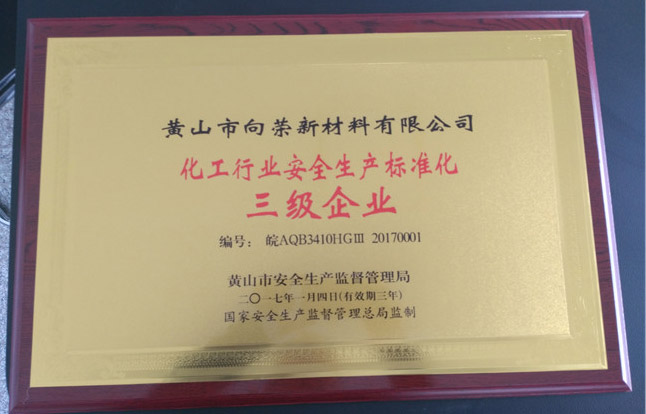 黄山市向荣新材料有限公司
化工行业安全生产标准化
三级企业
编号： 皖AQB3410HGⅢ 20170001
黄山市安全生产监督管理局
二〇一七年一月四日(有效期三年)
国家安全生产监督管理总局监制